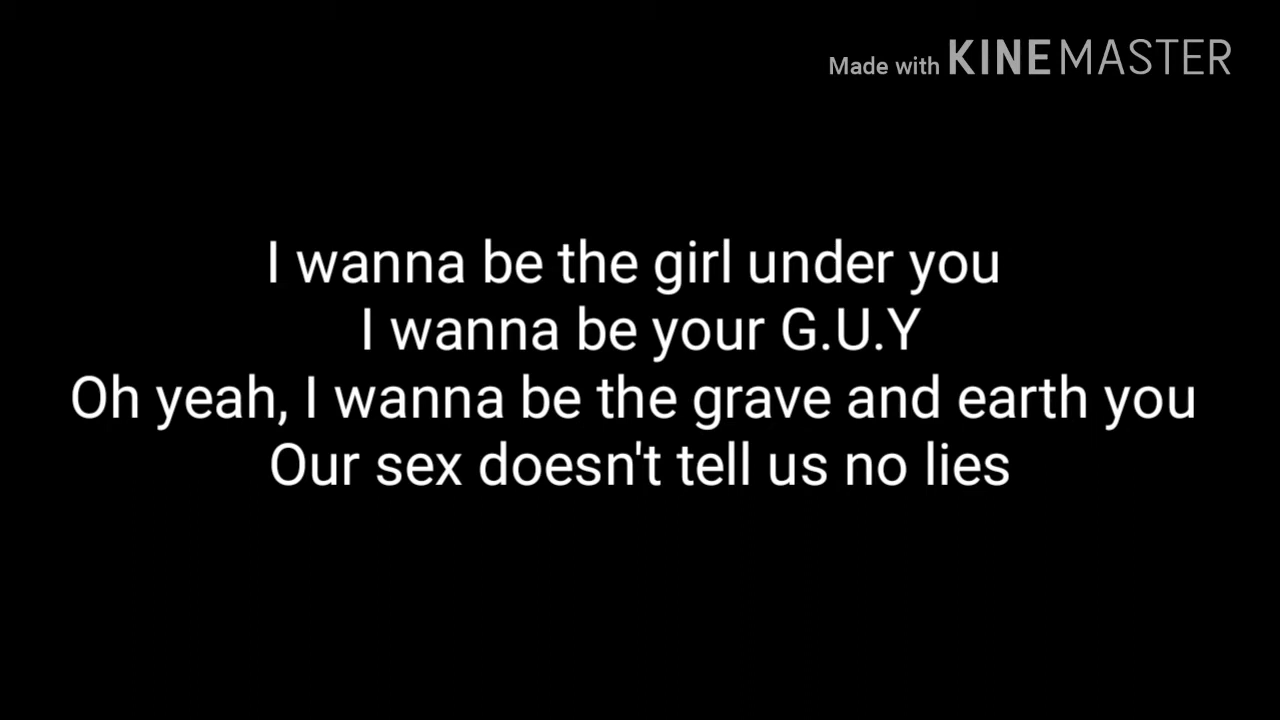 Made with KINEMASTER
I wanna be the girl under you
I wanna be your G.U.Y
Oh yeah, I wanna be the grave and earth you
Our sex doesn't tell us no lies